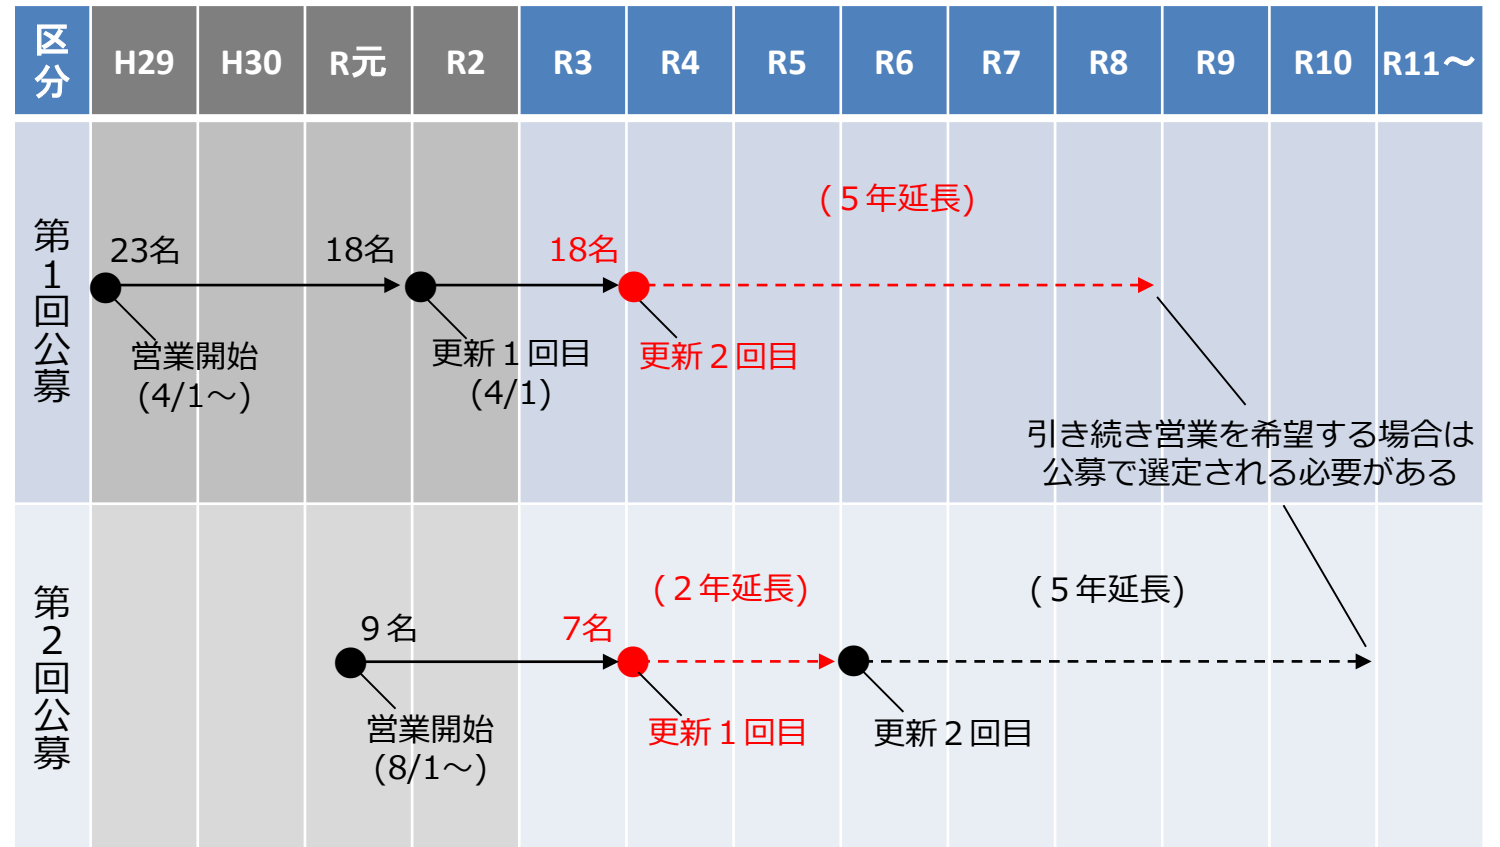 区分 H29 H30 R元 R2 R3 R4 R5 R6 R7 R8 R9 R10 R11～
第１回公募
(５年延長)
23名 18名 18名
営業開始
(4/1～)
更新１回目
(4/1)
更新２回目
引き続き営業を希望する場合は
公募で選定される必要がある
第２回公募
(２年延長) (５年延長)
９名 7名
営業開始
(8/1～)
更新１回目
更新２回目